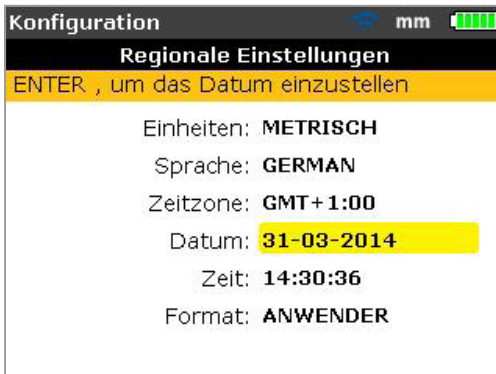 Konfiguration mm
Regionale Einstellungen
ENTER , um das Datum einzustellen
Einheiten: METRISCH
Sprache: GERMAN
Zeitzone: GMT+1:00
Datum: 31-03-2014
Zeit: 14:30:36
Format: ANWENDER